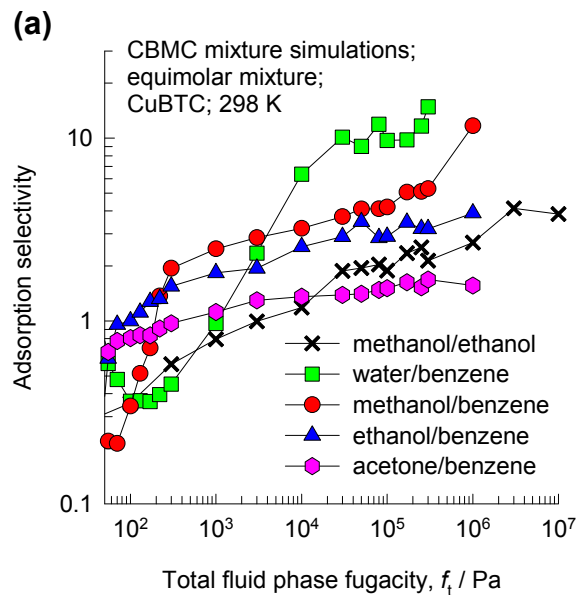 (a)
CBMC mixture simulations;
equimolar mixture;
CuBTC; 298 K
Adsorption selectivity
10
1
0.1
methanol/ethanol
water/benzene
methanol/benzene
ethanol/benzene
acetone/benzene
10² 10³ 10⁴ 10⁵ 10⁶ 10⁷
Total fluid phase fugacity, fₜ / Pa